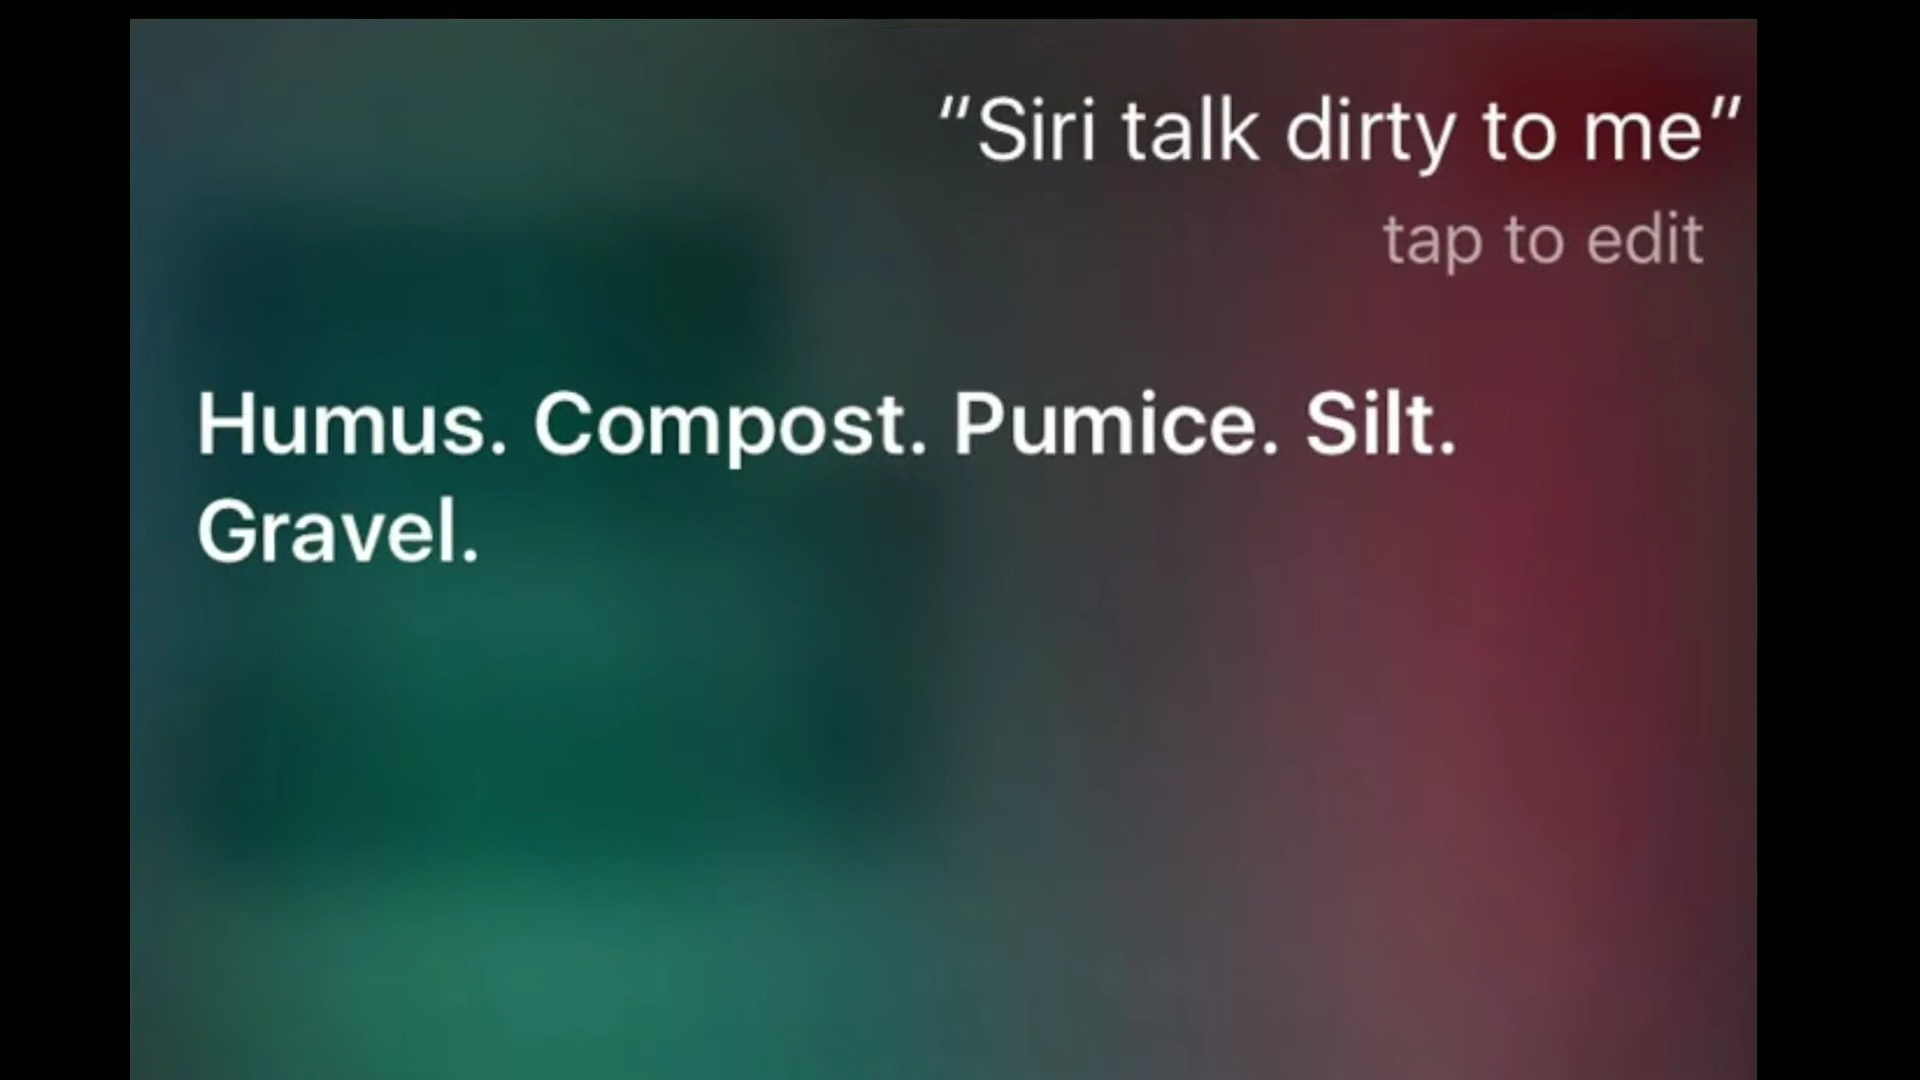 "Siri talk dirty to me"
tap to edit
Humus. Compost. Pumice. Silt.
Gravel.